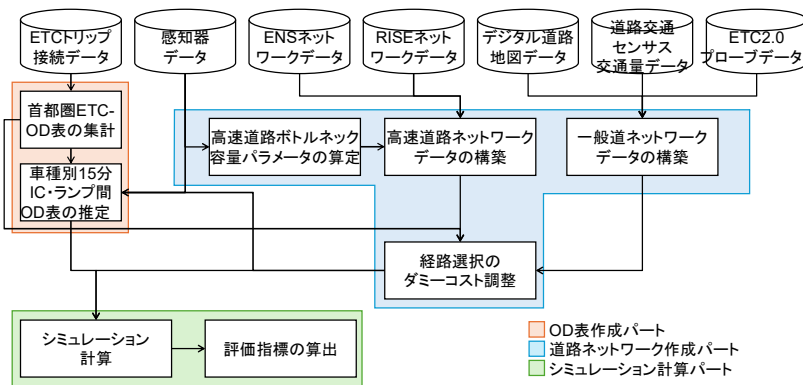 ETCトリップ
接続データ
感知器
データ
ENSネット
ワークデータ
RISEネット
ワークデータ
デジタル道路
地図データ
道路交通
センサス
交通量データ
ETC2.0
プローブデータ
首都圏ETC-
OD表の集計
高速道路ボトルネック
容量パラメータの算定
高速道路ネットワーク
データの構築
一般道ネットワーク
データの構築
車種別15分
IC・ランプ間
OD表の推定
経路選択の
ダミーコスト調整
シミュレーション
計算
評価指標の算出
OD表作成パート
道路ネットワーク作成パート
シミュレーション計算パート